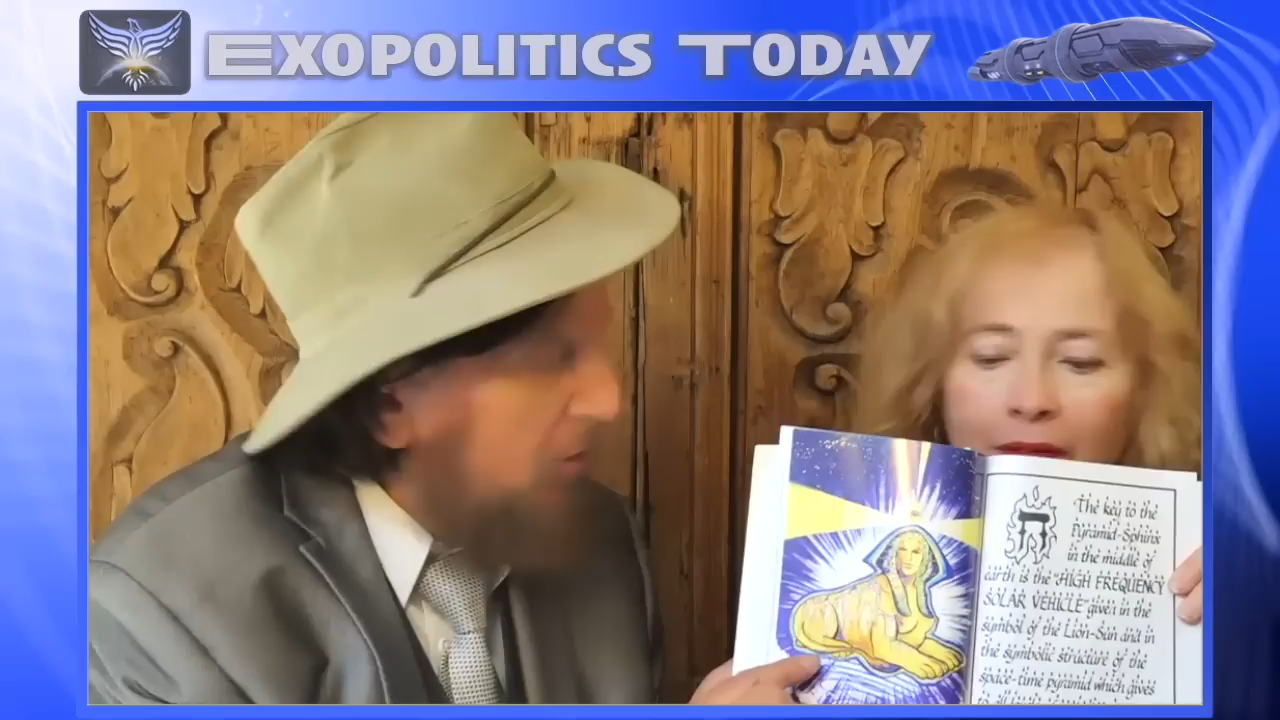 EXOPOLITICS TODAY
ח
The key to the
Pyramid-Sphinx
in the middle of
earth is the "HIGH FREQUENCY
SOLAR VEHICLE" given in the
symbol of the Lion-Sun and in
the symbolic structure of the
space-time pyramid which gives
to all